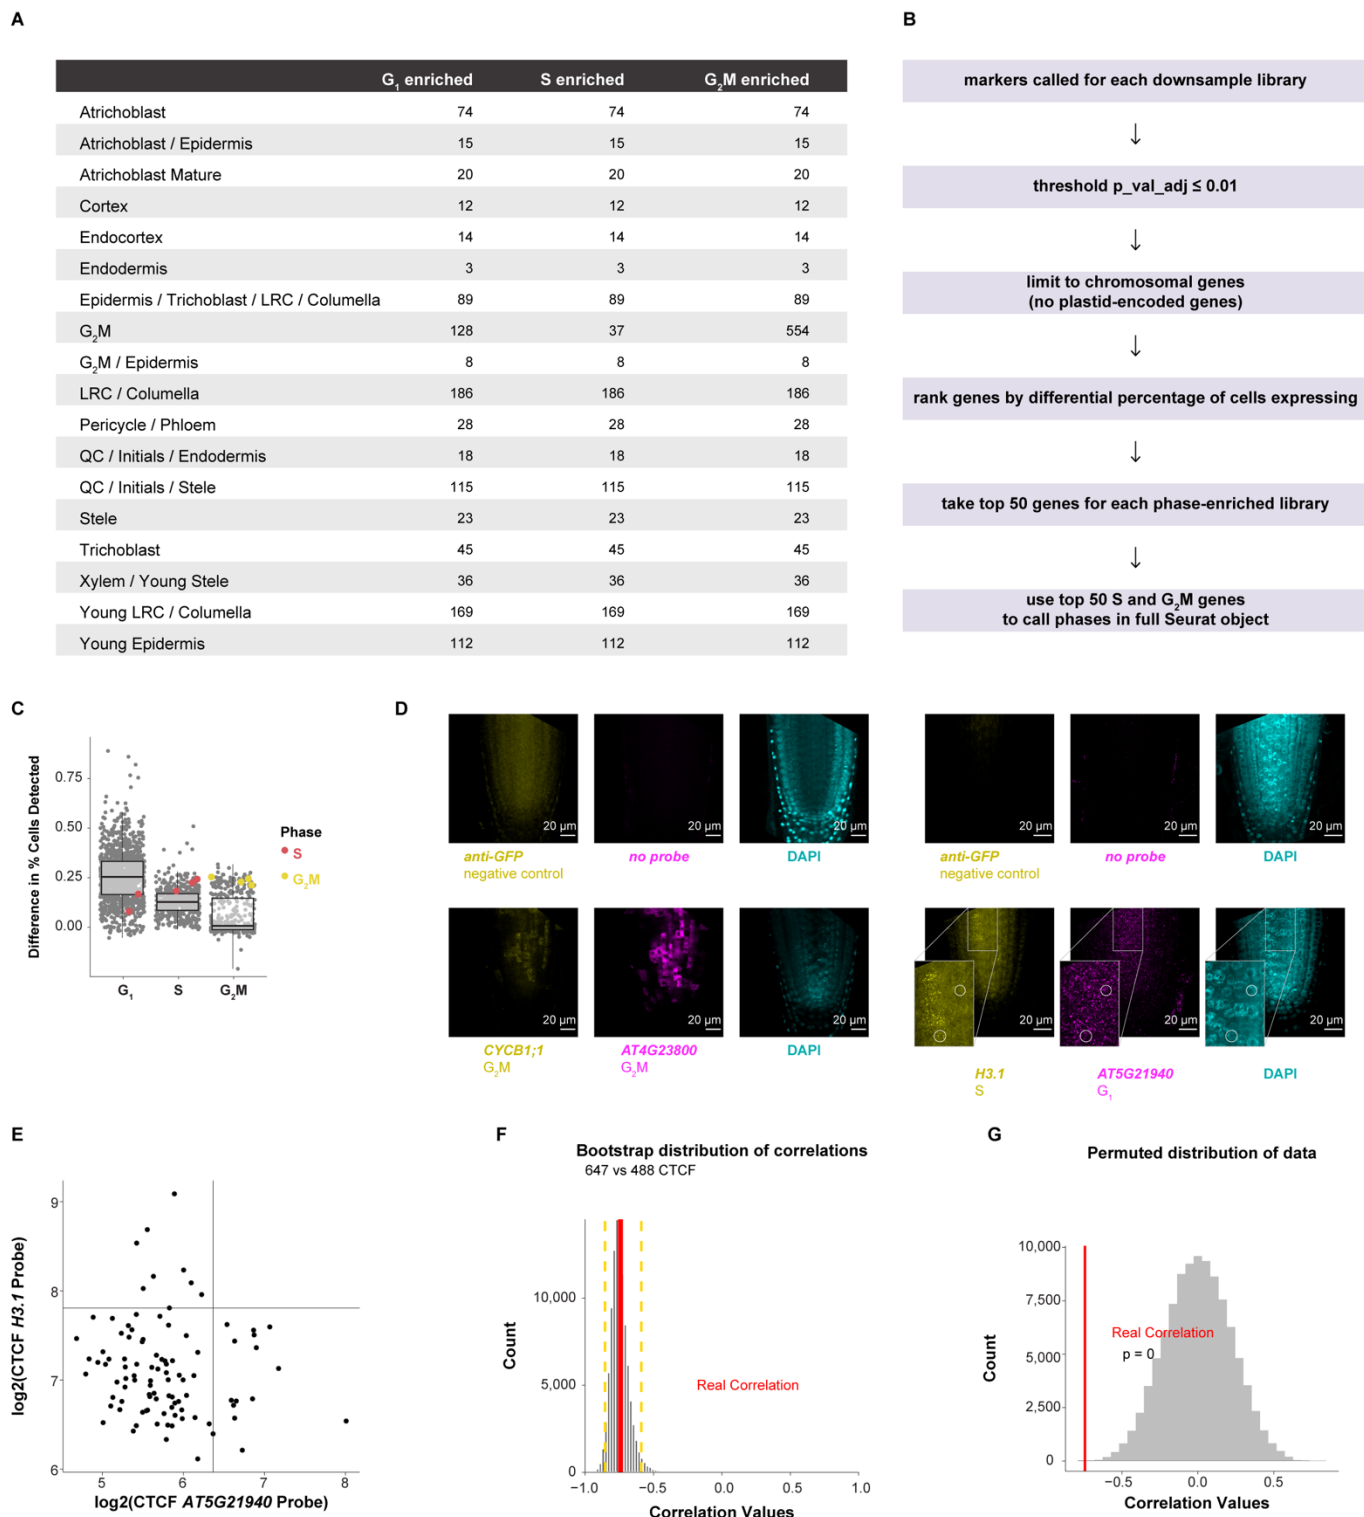 A
G1 enriched S enriched G2M enriched
Atrichoblast 74 74 74
Atrichoblast / Epidermis 15 15 15
Atrichoblast Mature 20 20 20
Cortex 12 12 12
Endocortex 14 14 14
Endodermis 3 3 3
Epidermis / Trichoblast / LRC / Columella 89 89 89
G2M 128 37 554
G2M / Epidermis 8 8 8
LRC / Columella 186 186 186
Pericycle / Phloem 28 28 28
QC / Initials / Endodermis 18 18 18
QC / Initials / Stele 115 115 115
Stele 23 23 23
Trichoblast 45 45 45
Xylem / Young Stele 36 36 36
Young LRC / Columella 169 169 169
Young Epidermis 112 112 112
B
markers called for each downsample library
↓
threshold p_val_adj ≤ 0.01
↓
limit to chromosomal genes
(no plastid-encoded genes)
↓
rank genes by differential percentage of cells expressing
↓
take top 50 genes for each phase-enriched library
↓
use top 50 S and G2M genes
to call phases in full Seurat object
C
Difference in % Cells Detected
0.75
0.50
0.25
0.00
G1 S G2M
Phase
S
G2M
D
20 µm 20 µm 20 µm
anti-GFP no probe DAPI
negative control
20 µm 20 µm 20 µm
anti-GFP no probe DAPI
negative control
20 µm 20 µm 20 µm
CYCB1;1 AT4G23800 DAPI
G2M G2M
20 µm 20 µm 20 µm
H3.1 AT5G21940 DAPI
S G1
E
log2(CTCF H3.1 Probe)
9
8
7
6
5 6 7 8
log2(CTCF AT5G21940 Probe)
F
Bootstrap distribution of correlations
647 vs 488 CTCF
Count
10,000
5,000
0
Real Correlation
−1.0 −0.5 0.0 0.5 1.0
Correlation Values
G
Permuted distribution of data
Count
10,000
7,500
5,000
2,500
0
Real Correlation
p = 0
−0.5 0.0 0.5
Correlation Values